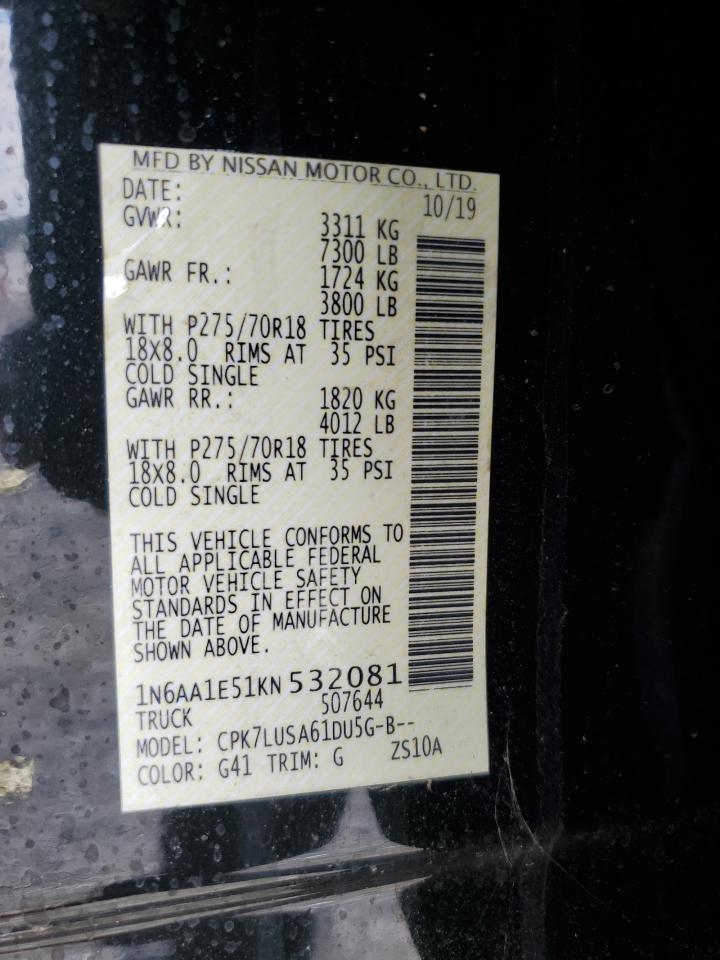 MFD BY NISSAN MOTOR CO., LTD.
DATE: 10/19
GVWR: 3311 KG
7300 LB
GAWR FR.: 1724 KG
3800 LB
WITH P275/70R18 TIRES
18X8.0 RIMS AT 35 PSI
COLD SINGLE
GAWR RR.: 1820 KG
4012 LB
WITH P275/70R18 TIRES
18X8.0 RIMS AT 35 PSI
COLD SINGLE
THIS VEHICLE CONFORMS TO
ALL APPLICABLE FEDERAL
MOTOR VEHICLE SAFETY
STANDARDS IN EFFECT ON
THE DATE OF MANUFACTURE
SHOWN ABOVE.
1N6AA1E51KN532081
TRUCK 507644
MODEL: CPK7LUSA61DU5G-B--
COLOR: G41 TRIM: G ZS10A